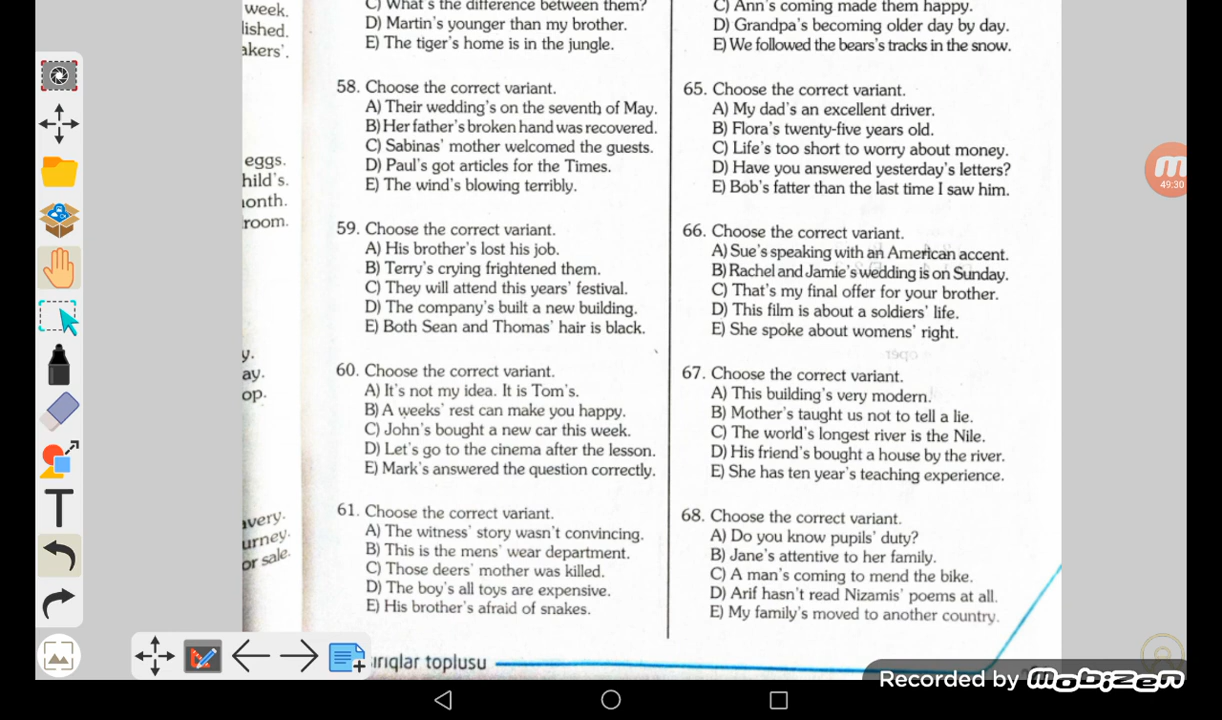 week.
lished.
akers'.
eggs.
hild's.
onth.
room.
y.
ay.
op.
avery.
urney.
or sale.
C) What's the difference between them?
D) Martin's younger than my brother.
E) The tiger's home is in the jungle.
58. Choose the correct variant.
A) Their wedding's on the seventh of May.
B) Her father's broken hand was recovered.
C) Sabinas' mother welcomed the guests.
D) Paul's got articles for the Times.
E) The wind's blowing terribly.
59. Choose the correct variant.
A) His brother's lost his job.
B) Terry's crying frightened them.
C) They will attend this years' festival.
D) The company's built a new building.
E) Both Sean and Thomas' hair is black.
60. Choose the correct variant.
A) It's not my idea. It is Tom's.
B) A weeks' rest can make you happy.
C) John's bought a new car this week.
D) Let's go to the cinema after the lesson.
E) Mark's answered the question correctly.
61. Choose the correct variant.
A) The witness' story wasn't convincing.
B) This is the mens' wear department.
C) Those deers' mother was killed.
D) The boy's all toys are expensive.
E) His brother's afraid of snakes.
C) Ann's coming made them happy.
D) Grandpa's becoming older day by day.
E) We followed the bears's tracks in the snow.
65. Choose the correct variant.
A) My dad's an excellent driver.
B) Flora's twenty-five years old.
C) Life's too short to worry about money.
D) Have you answered yesterday's letters?
E) Bob's fatter than the last time I saw him.
66. Choose the correct variant.
A) Sue's speaking with an American accent.
B) Rachel and Jamie's wedding is on Sunday.
C) That's my final offer for your brother.
D) This film is about a soldiers' life.
E) She spoke about womens' right.
67. Choose the correct variant.
A) This building's very modern.
B) Mother's taught us not to tell a lie.
C) The world's longest river is the Nile.
D) His friend's bought a house by the river.
E) She has ten year's teaching experience.
68. Choose the correct variant.
A) Do you know pupils' duty?
B) Jane's attentive to her family.
C) A man's coming to mend the bike.
D) Arif hasn't read Nizamis' poems at all.
E) My family's moved to another country.
ırıqlar toplusu
49:30
T
Recorded by mobizen